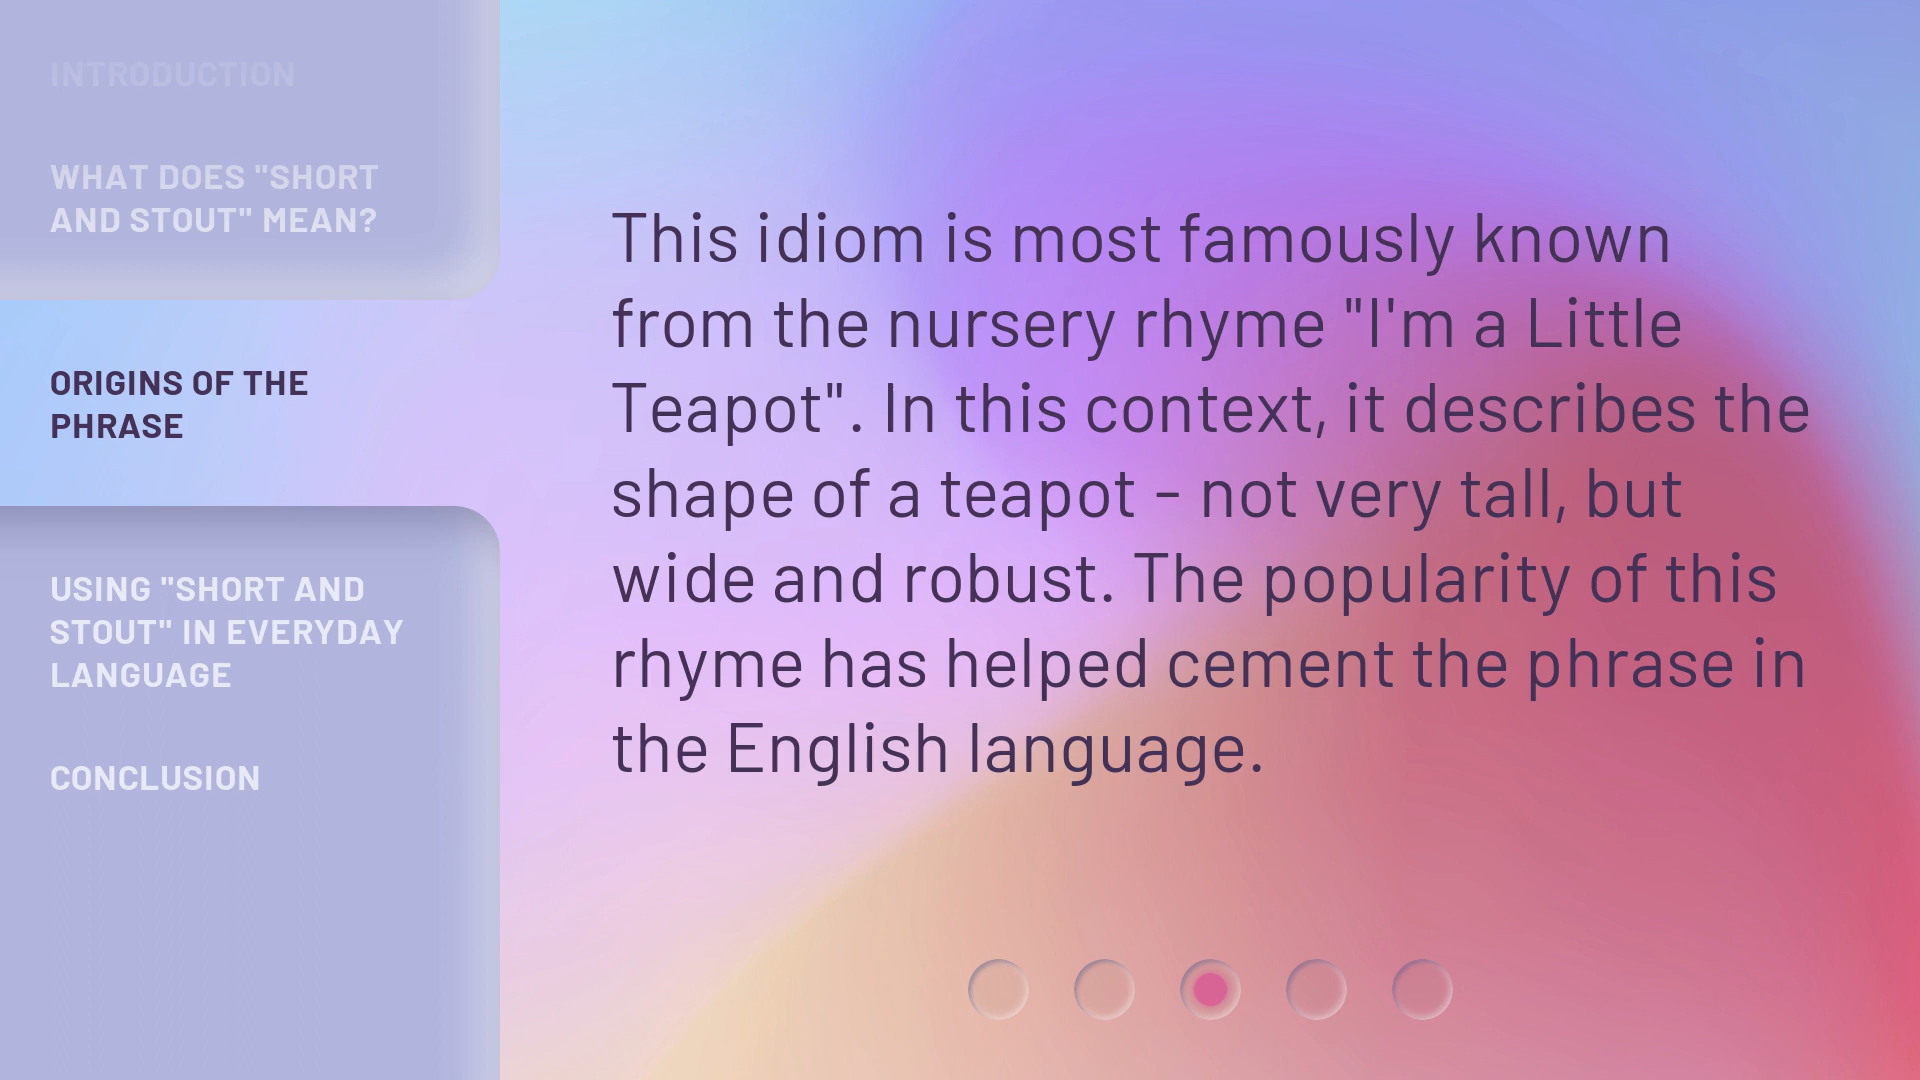 INTRODUCTION
WHAT DOES "SHORT
AND STOUT" MEAN?
ORIGINS OF THE
PHRASE
USING "SHORT AND
STOUT" IN EVERYDAY
LANGUAGE
CONCLUSION
This idiom is most famously known
from the nursery rhyme "I'm a Little
Teapot". In this context, it describes the
shape of a teapot - not very tall, but
wide and robust. The popularity of this
rhyme has helped cement the phrase in
the English language.